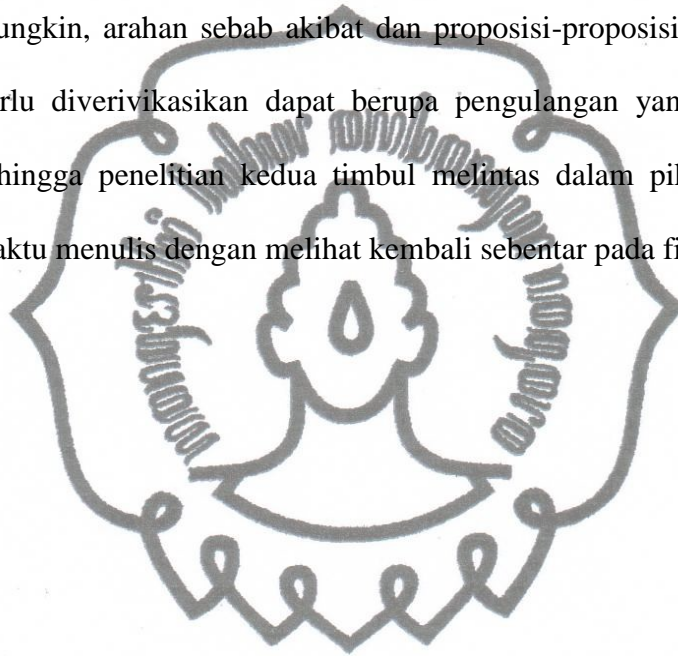 ungkin, arahan sebab akibat dan proposisi-proposisi
rlu diverivikasikan dapat berupa pengulangan yan
hingga penelitian kedua timbul melintas dalam pil
aktu menulis dengan melihat kembali sebentar pada fi